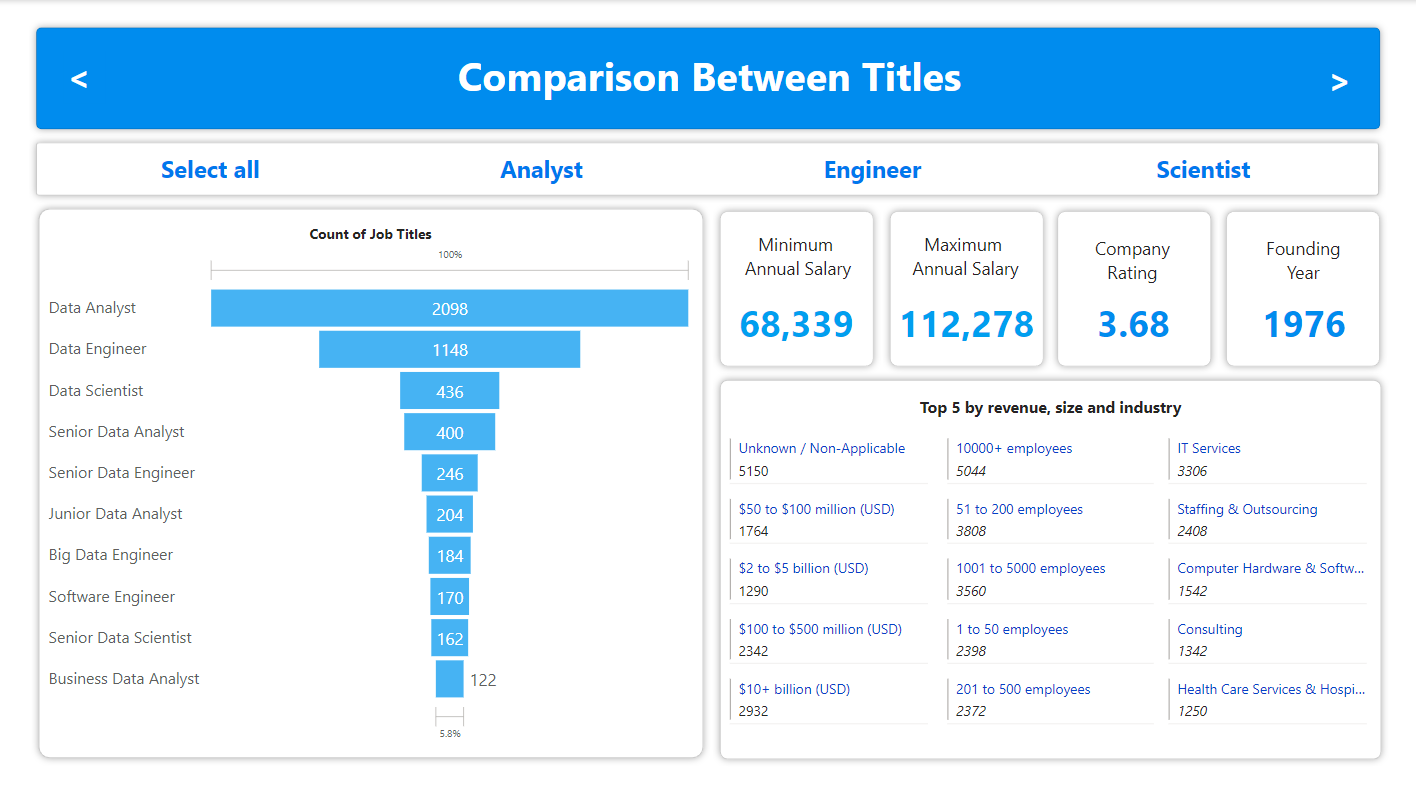 <
Comparison Between Titles
>
Select all
Analyst
Engineer
Scientist
Count of Job Titles
100%
Data Analyst
2098
Data Engineer
1148
Data Scientist
436
Senior Data Analyst
400
Senior Data Engineer
246
Junior Data Analyst
204
Big Data Engineer
184
Software Engineer
170
Senior Data Scientist
162
Business Data Analyst
122
5.8%
Minimum
Annual Salary
68,339
Maximum
Annual Salary
112,278
Company
Rating
3.68
Founding
Year
1976
Top 5 by revenue, size and industry
Unknown / Non-Applicable
5150
$50 to $100 million (USD)
1764
$2 to $5 billion (USD)
1290
$100 to $500 million (USD)
2342
$10+ billion (USD)
2932
10000+ employees
5044
51 to 200 employees
3808
1001 to 5000 employees
3560
1 to 50 employees
2398
201 to 500 employees
2372
IT Services
3306
Staffing & Outsourcing
2408
Computer Hardware & Softw...
1542
Consulting
1342
Health Care Services & Hospi...
1250